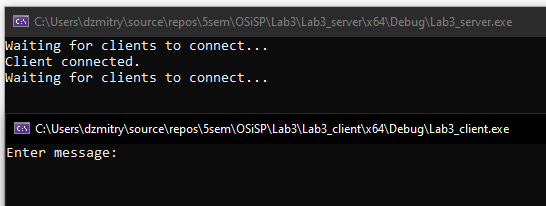 C:\Users\dzmitry\source\repos\5sem\OSiSP\Lab3\Lab3_server\x64\Debug\Lab3_server.exe
Waiting for clients to connect...
Client connected.
Waiting for clients to connect...
C:\Users\dzmitry\source\repos\5sem\OSiSP\Lab3\Lab3_client\x64\Debug\Lab3_client.exe
Enter message: